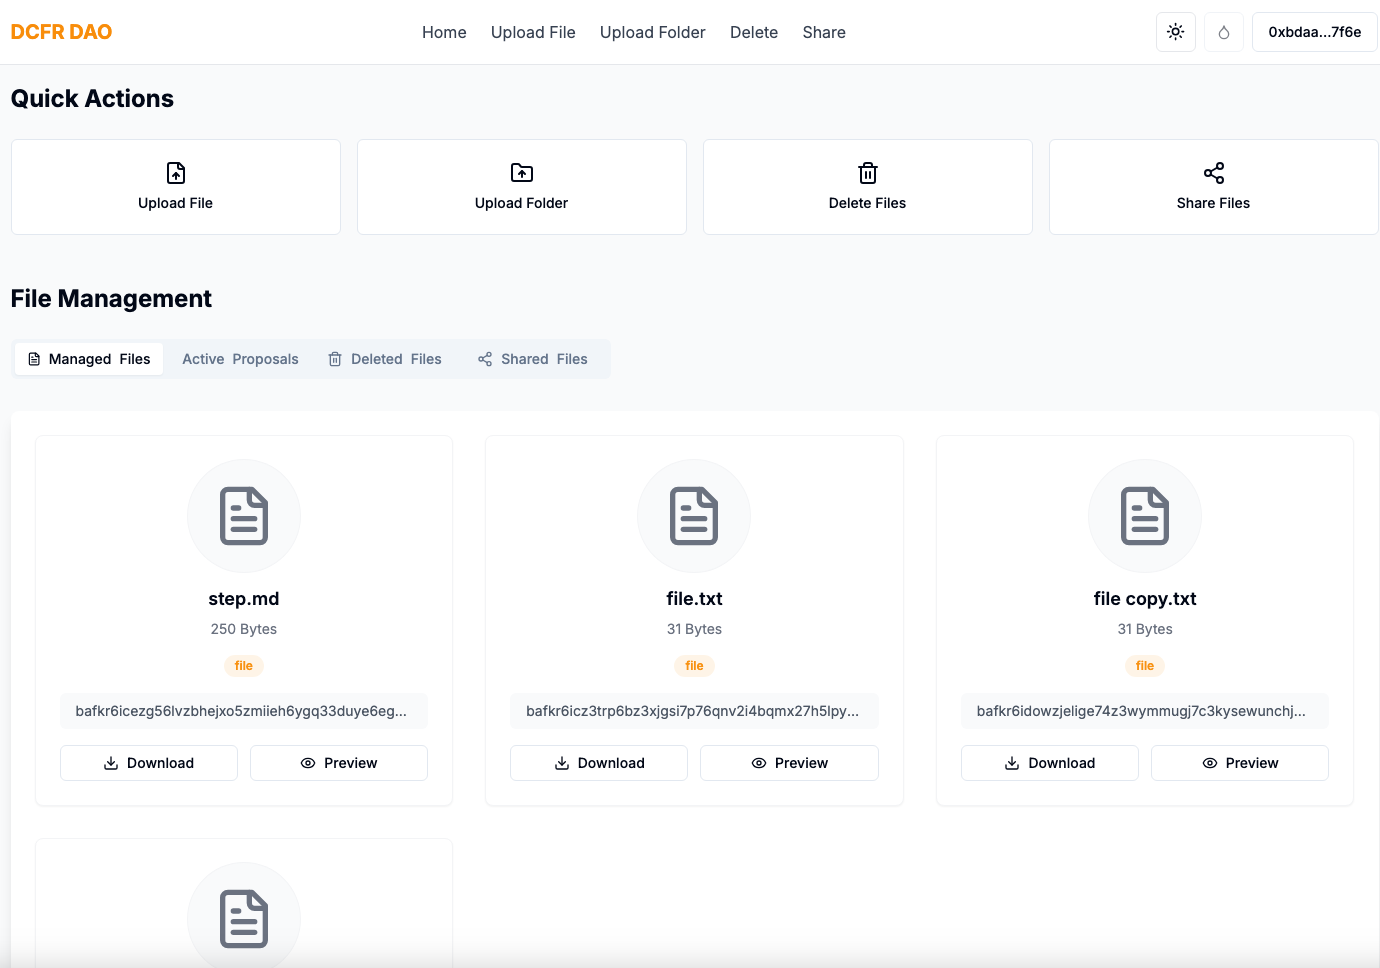 DCFR DAO
Home Upload File Upload Folder Delete Share
0xbdaa...7f6e
Quick Actions
Upload File
Upload Folder
Delete Files
Share Files
File Management
Managed Files
Active Proposals
Deleted Files
Shared Files
step.md
250 Bytes
file
bafkr6icezg56lvzbhejxo5zmiieh6ygq33duye6eg...
Download
Preview
file.txt
31 Bytes
file
bafkr6icz3trp6bz3xjgsi7p76qnv2i4bqmx27h5lpy...
Download
Preview
file copy.txt
31 Bytes
file
bafkr6idowzjelige74z3wymmugj7c3kysewunchj...
Download
Preview